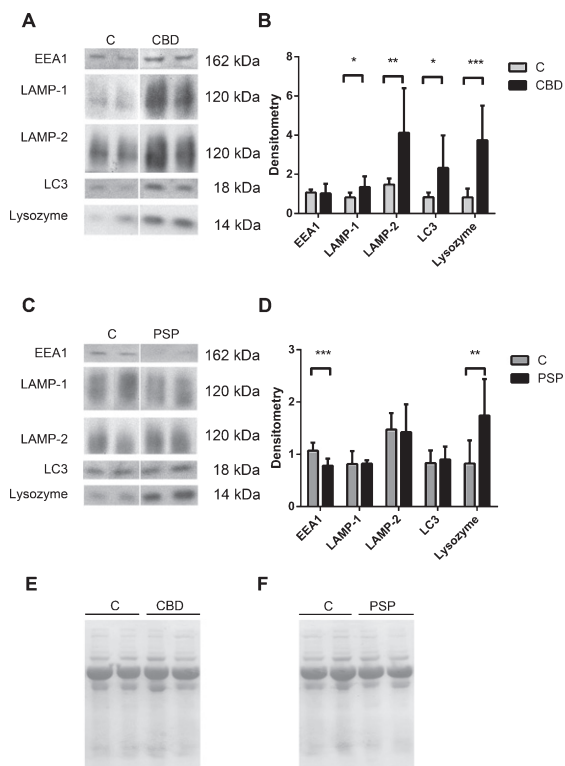 A
C CBD
EEA1 162 kDa
LAMP-1 120 kDa
LAMP-2 120 kDa
LC3 18 kDa
Lysozyme 14 kDa
B
8
6
4
2
0
Densitometry
* ** * ***
C
CBD
EEA1 LAMP-1 LAMP-2 LC3 Lysozyme
C
C PSP
EEA1 162 kDa
LAMP-1 120 kDa
LAMP-2 120 kDa
LC3 18 kDa
Lysozyme 14 kDa
D
3
2
1
0
Densitometry
*** **
C
PSP
EEA1 LAMP-1 LAMP-2 LC3 Lysozyme
E
C CBD
F
C PSP